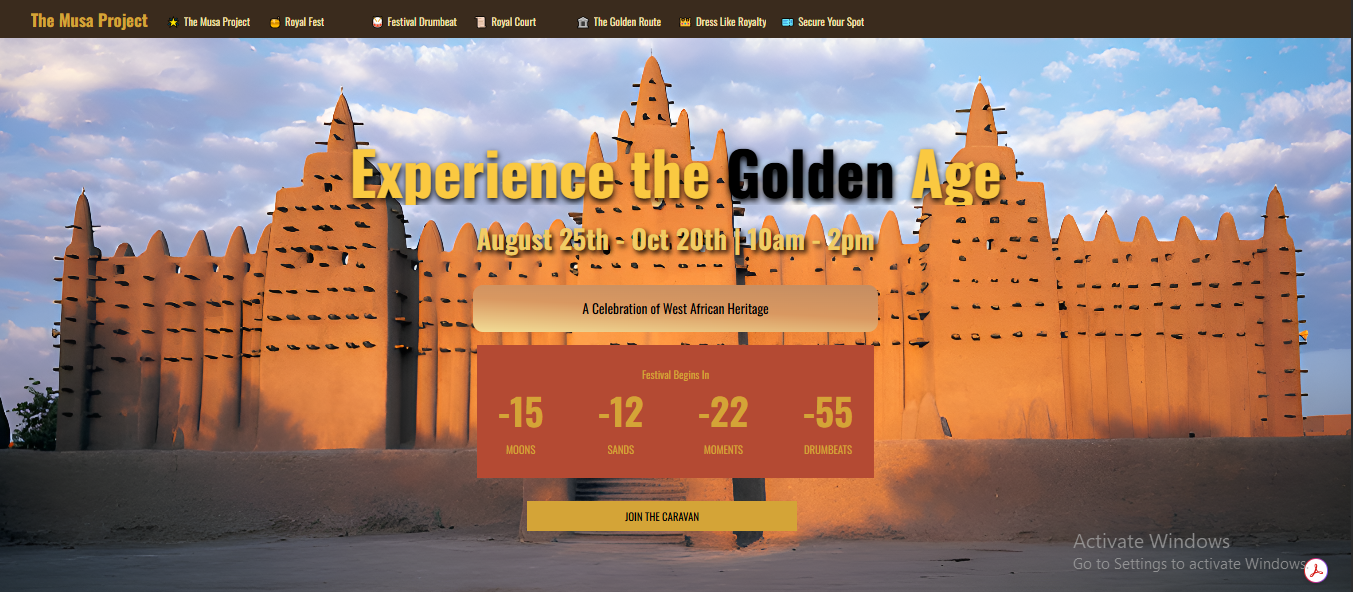 The Musa Project
The Musa Project Royal Fest Festival Drumbeat Royal Court The Golden Route Dress Like Royalty Secure Your Spot
Experience the Golden Age
August 25th - Oct 20th | 10am - 2pm
A Celebration of West African Heritage
Festival Begins In
-15 -12 -22 -55
MOONS SANDS MOMENTS DRUMBEATS
JOIN THE CARAVAN
Activate Windows
Go to Settings to activate Windows